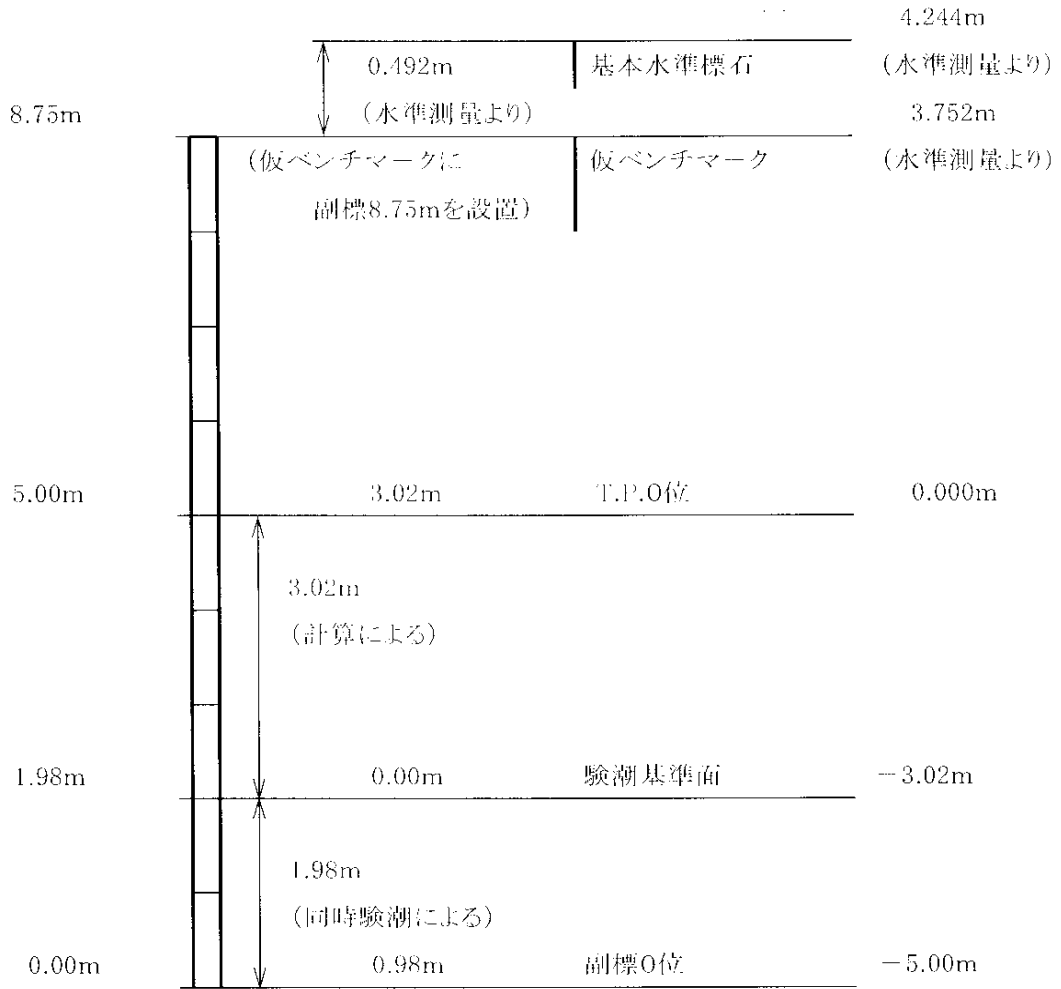 4.244m
0.492m 基本水準標石 (水準測量より)
8.75m (水準測量より) 3.752m
(仮ベンチマークに 仮ベンチマーク (水準測量より)
副標8.75mを設置)
5.00m 3.02m T.P.0位 0.000m
3.02m
(計算による)
1.98m 0.00m 験潮基準面 －3.02m
1.98m
(同時験潮による)
0.00m 0.98m 副標0位 －5.00m